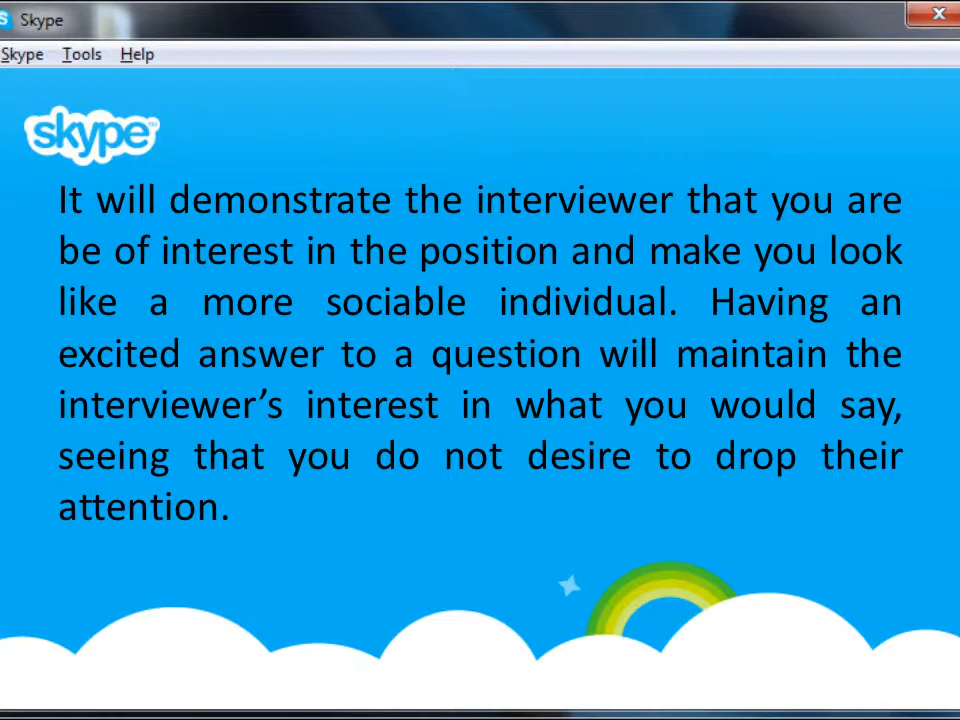 S Skype
Skype Tools Help
skype™
It will demonstrate the interviewer that you are
be of interest in the position and make you look
like a more sociable individual. Having an
excited answer to a question will maintain the
interviewer’s interest in what you would say,
seeing that you do not desire to drop their
attention.